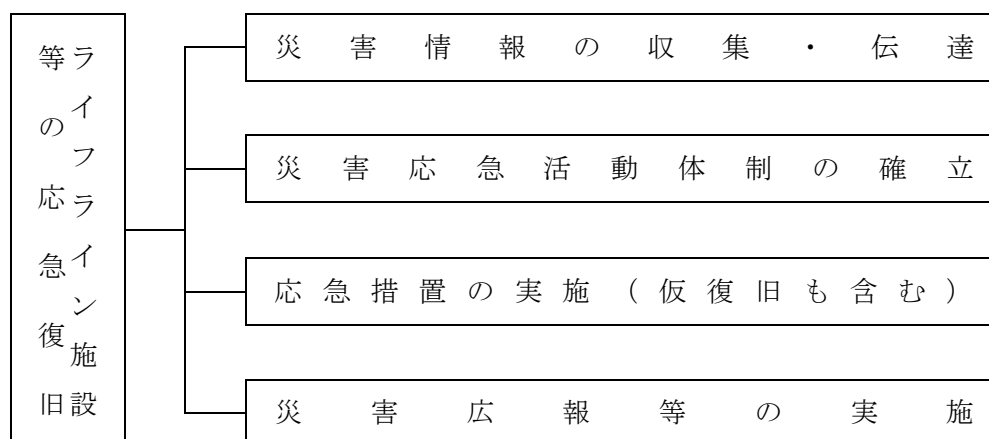 ライフライン施設
等の応急復旧
災害情報の収集・伝達
災害応急活動体制の確立
応急措置の実施（仮復旧も含む）
災害広報等の実施